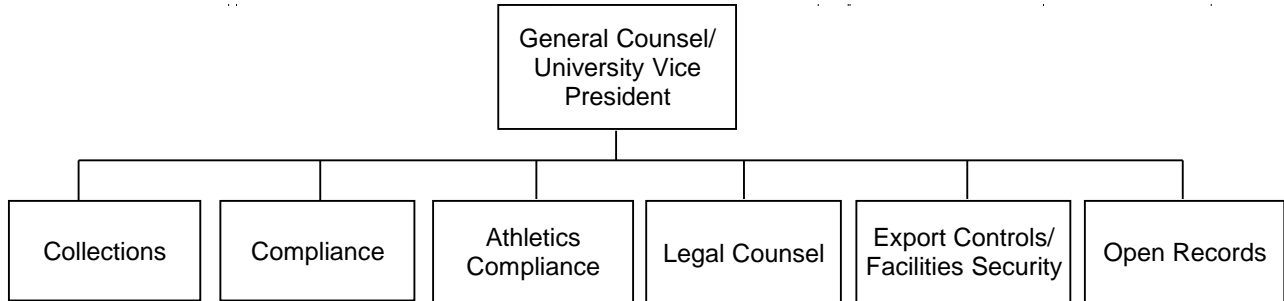 General Counsel/
University Vice
President
Collections
Compliance
Athletics
Compliance
Legal Counsel
Export Controls/
Facilities Security
Open Records